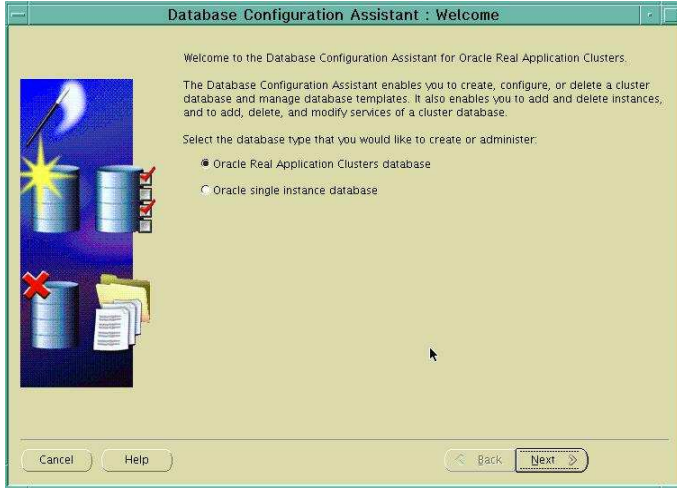 Database Configuration Assistant : Welcome
Welcome to the Database Configuration Assistant for Oracle Real Application Clusters.
The Database Configuration Assistant enables you to create, configure, or delete a cluster
database and manage database templates. It also enables you to add and delete instances,
and to add, delete, and modify services of a cluster database.
Select the database type that you would like to create or administer:
Oracle Real Application Clusters database
Oracle single instance database
Cancel Help Back Next